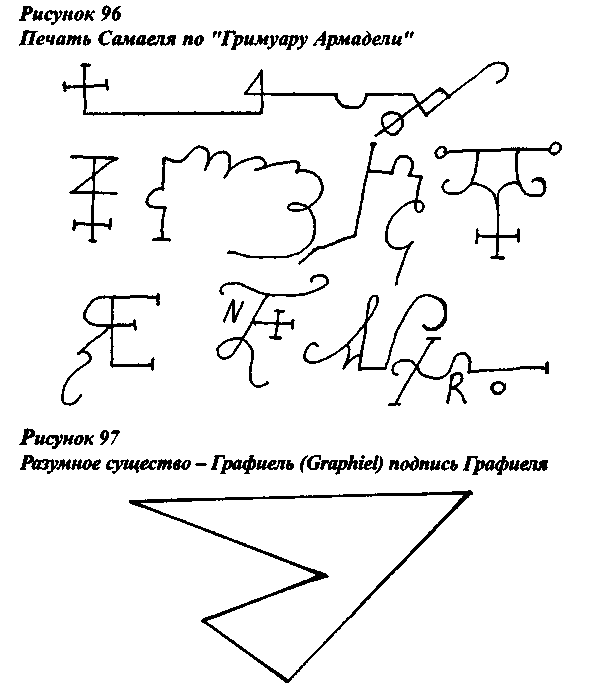 Рисунок 96
Печать Самаеля по "Гримуару Армадели"
N
R
Рисунок 97
Разумное существо – Графиель (Graphiel) подпись Графиеля